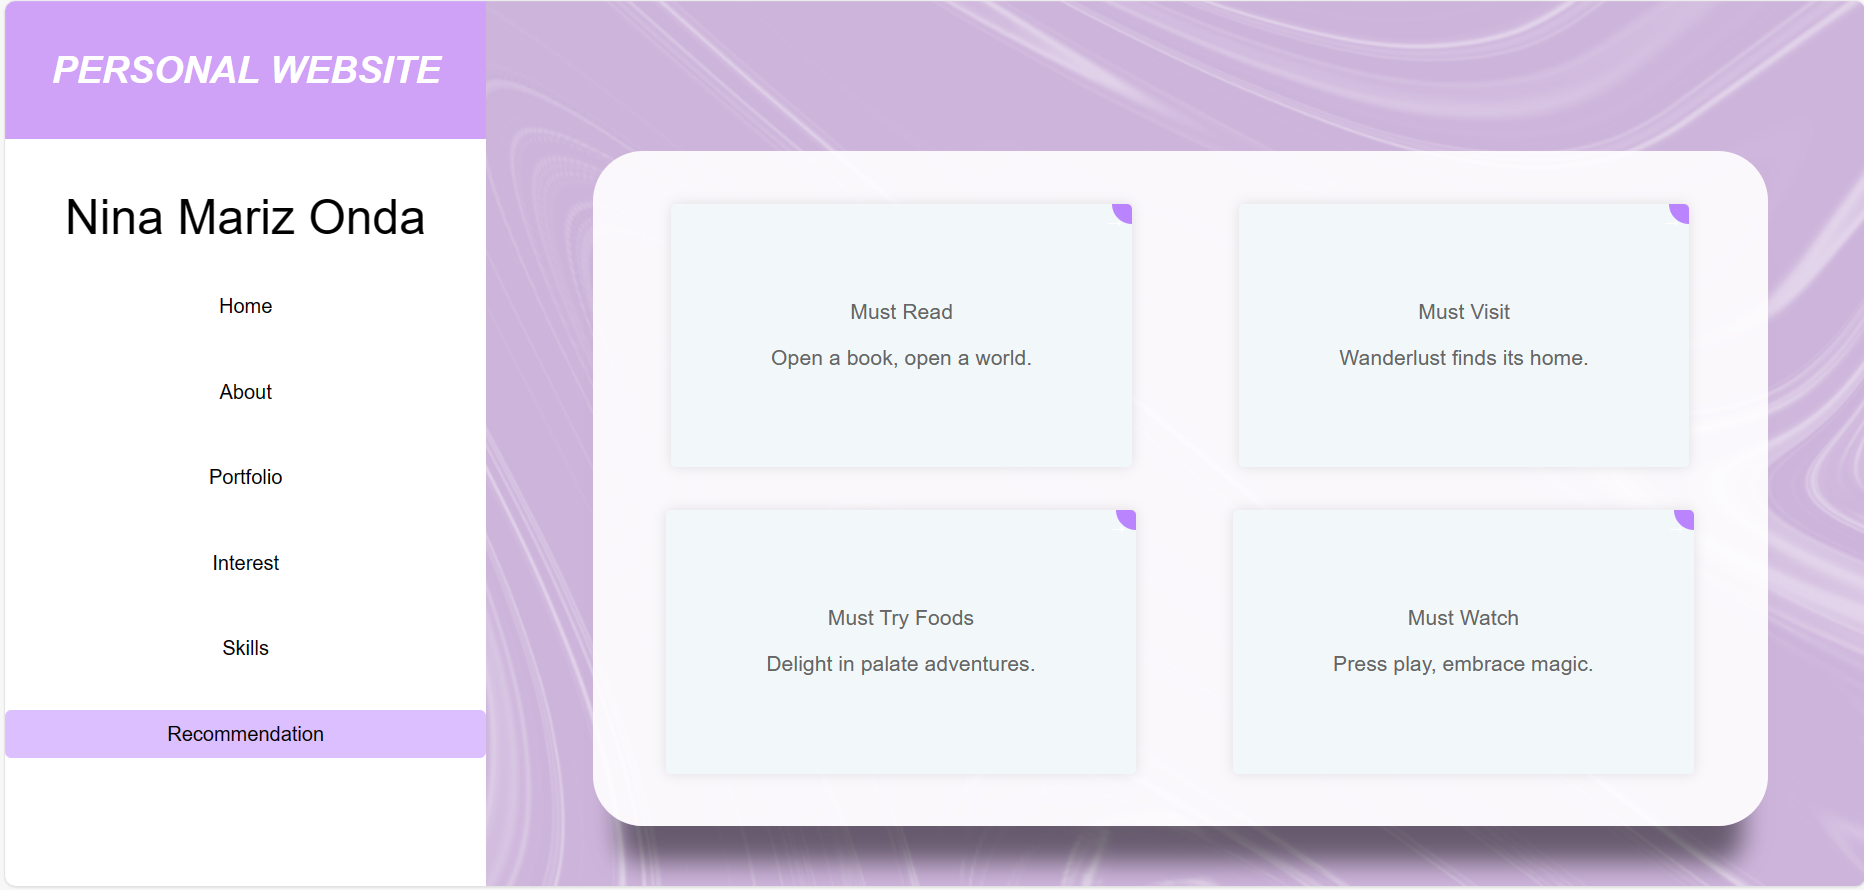 PERSONAL WEBSITE
Nina Mariz Onda
Home
About
Portfolio
Interest
Skills
Recommendation
Must Read
Open a book, open a world.
Must Visit
Wanderlust finds its home.
Must Try Foods
Delight in palate adventures.
Must Watch
Press play, embrace magic.